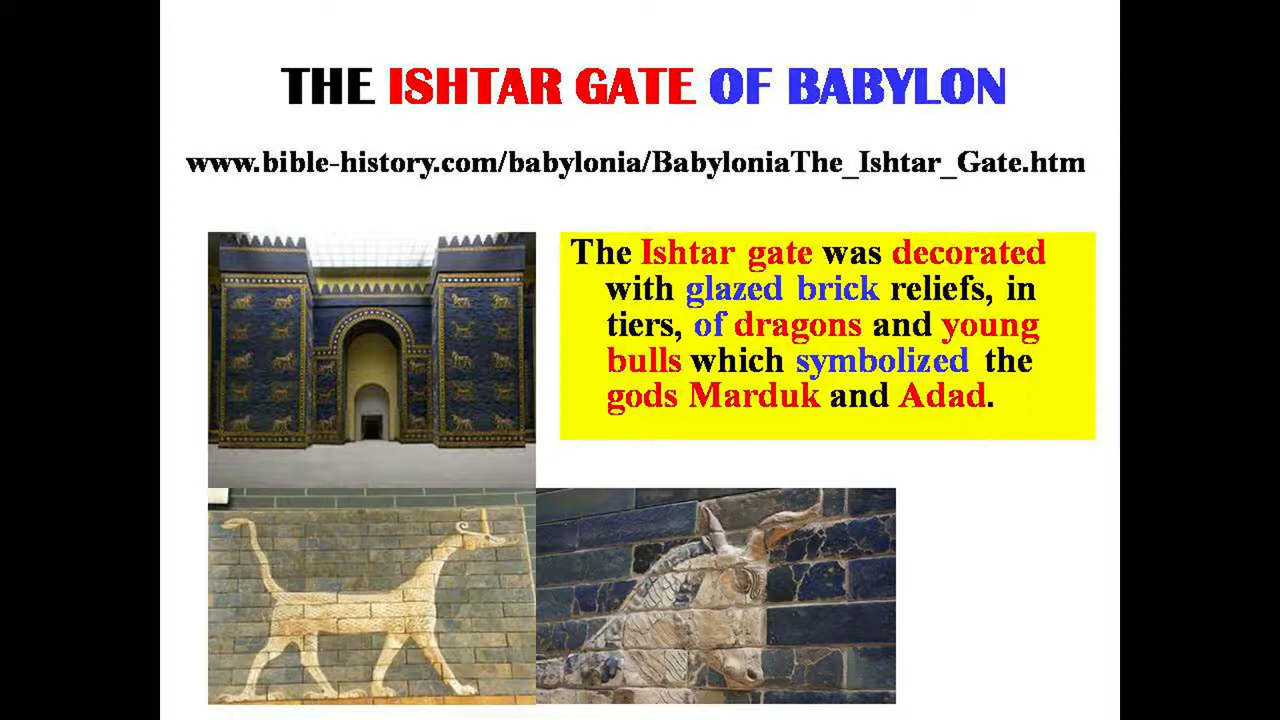 THE ISHTAR GATE OF BABYLON
www.bible-history.com/babylonia/BabyloniaThe_Ishtar_Gate.htm
The Ishtar gate was decorated
with glazed brick reliefs, in
tiers, of dragons and young
bulls which symbolized the
gods Marduk and Adad.